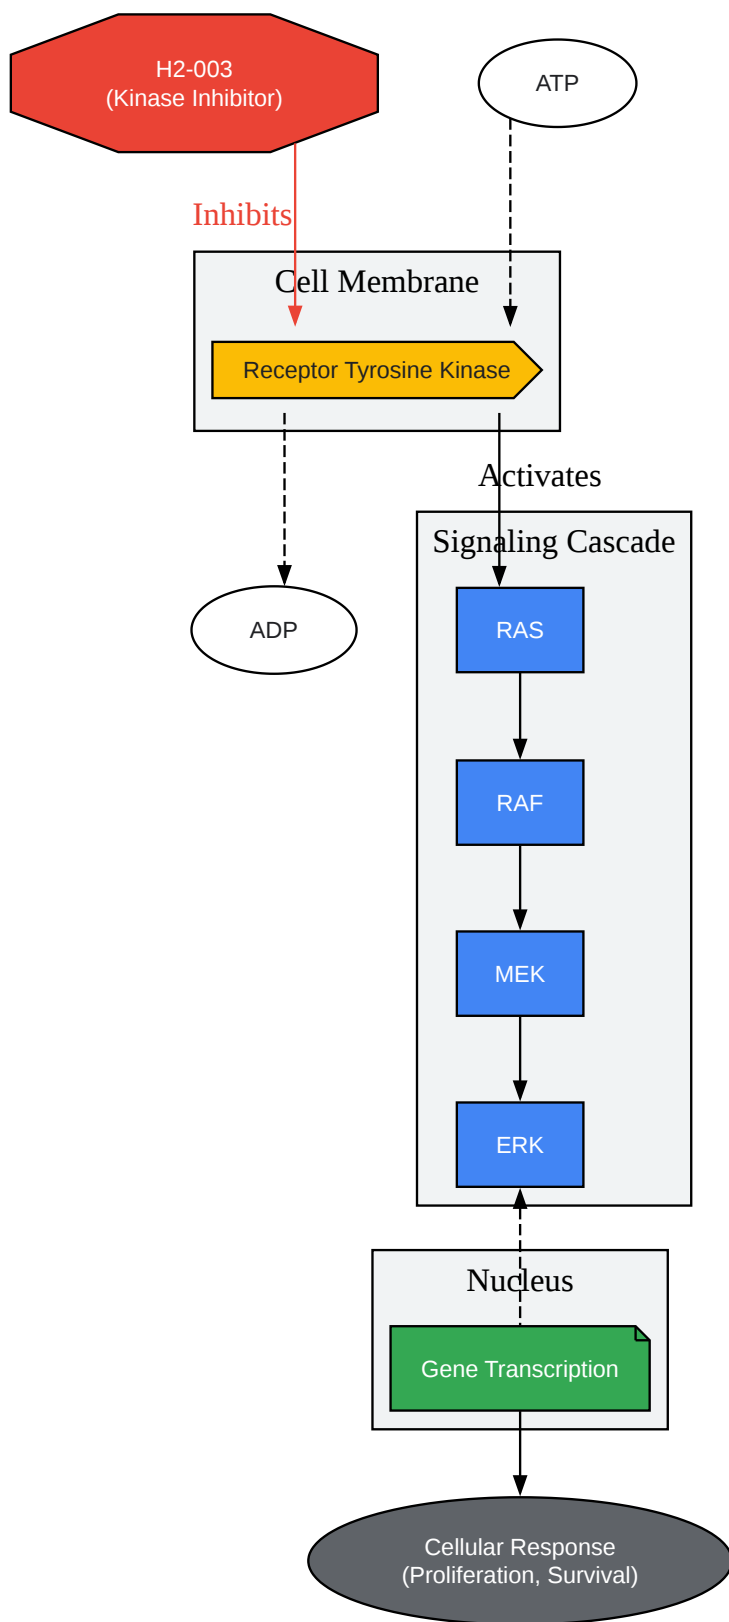 H2-003
(Kinase Inhibitor)
ATP
Inhibits
Cell Membrane
Receptor Tyrosine Kinase
Activates
Signaling Cascade
ADP
RAS
RAF
MEK
ERK
Nucleus
Gene Transcription
Cellular Response
(Proliferation, Survival)